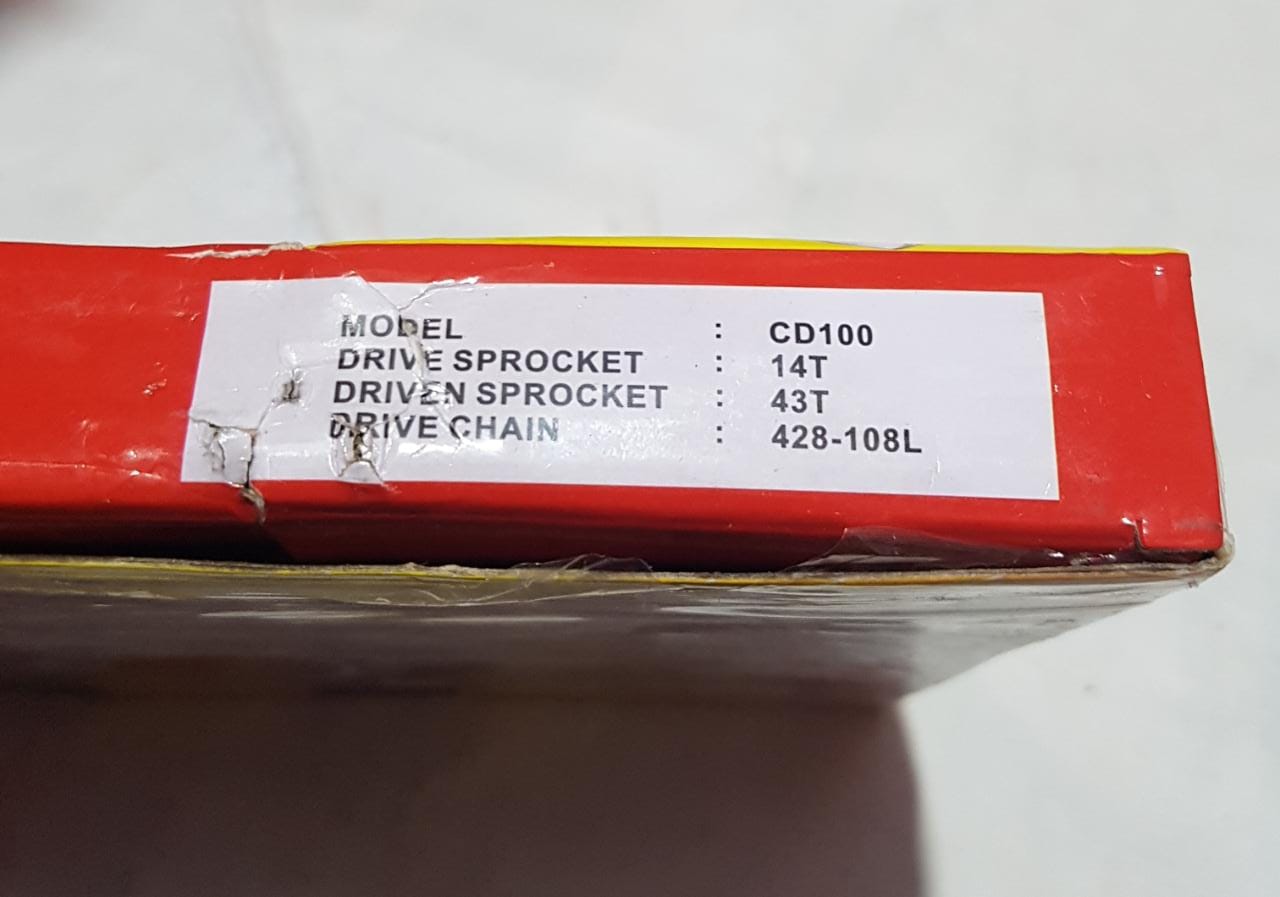 MODEL : CD100
DRIVE SPROCKET : 14T
DRIVEN SPROCKET : 43T
DRIVE CHAIN : 428-108L